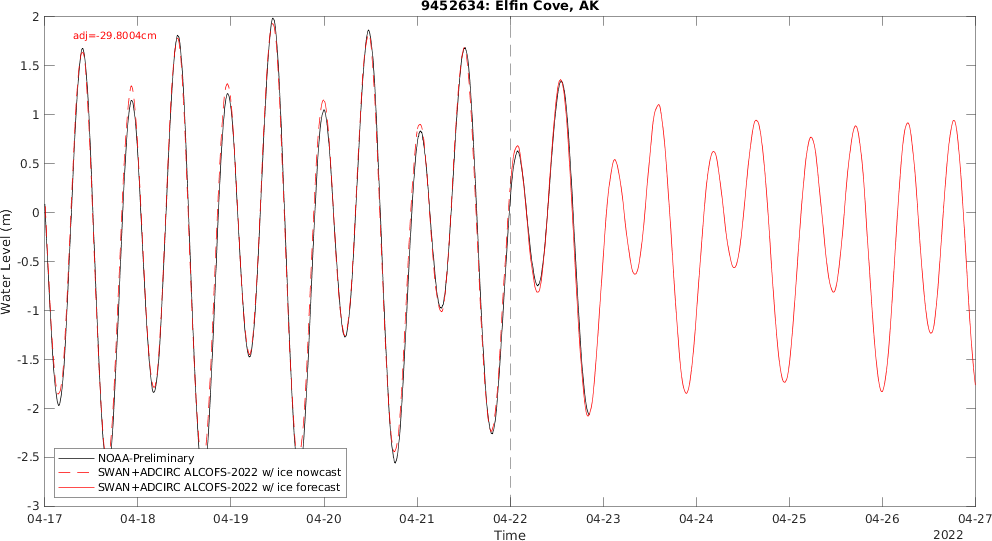 9452634: Elfin Cove, AK
adj=-29.8004cm
2
1.5
1
0.5
0
-0.5
-1
-1.5
-2
-2.5
-3
Water Level (m)
NOAA-Preliminary
SWAN+ADCIRC ALCOFS-2022 w/ ice nowcast
SWAN+ADCIRC ALCOFS-2022 w/ ice forecast
04-17 04-18 04-19 04-20 04-21 04-22 04-23 04-24 04-25 04-26 04-27
Time
2022